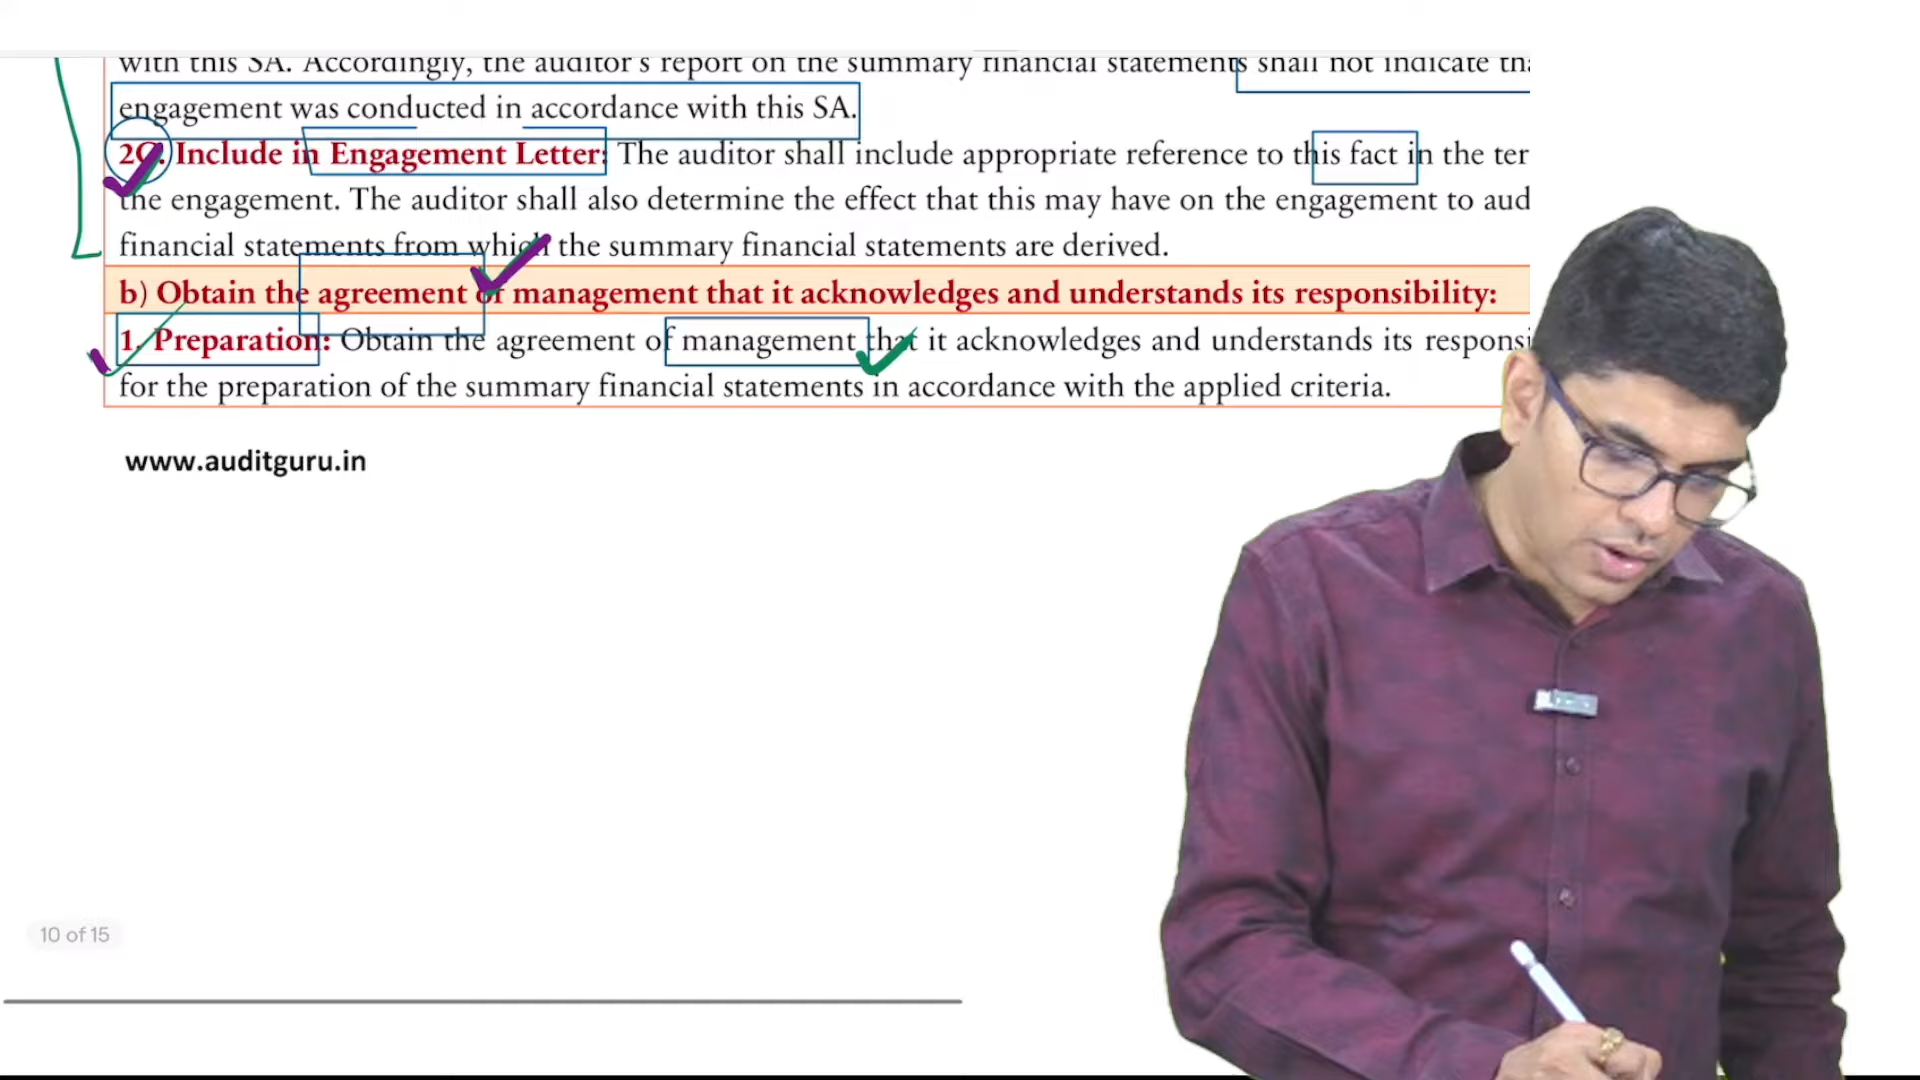 with this SA. Accordingly, the auditor's report on the summary financial statements shall not indicate
engagement was conducted in accordance with this SA.
2C. Include in Engagement Letter: The auditor shall include appropriate reference to this fact in the
the engagement. The auditor shall also determine the effect that this may have on the engagement to
financial statements from which the summary financial statements are derived.
b) Obtain the agreement of management that it acknowledges and understands its responsibility:
1. Preparation: Obtain the agreement of management that it acknowledges and understands its
for the preparation of the summary financial statements in accordance with the applied criteria.
www.auditguru.in
10 of 15